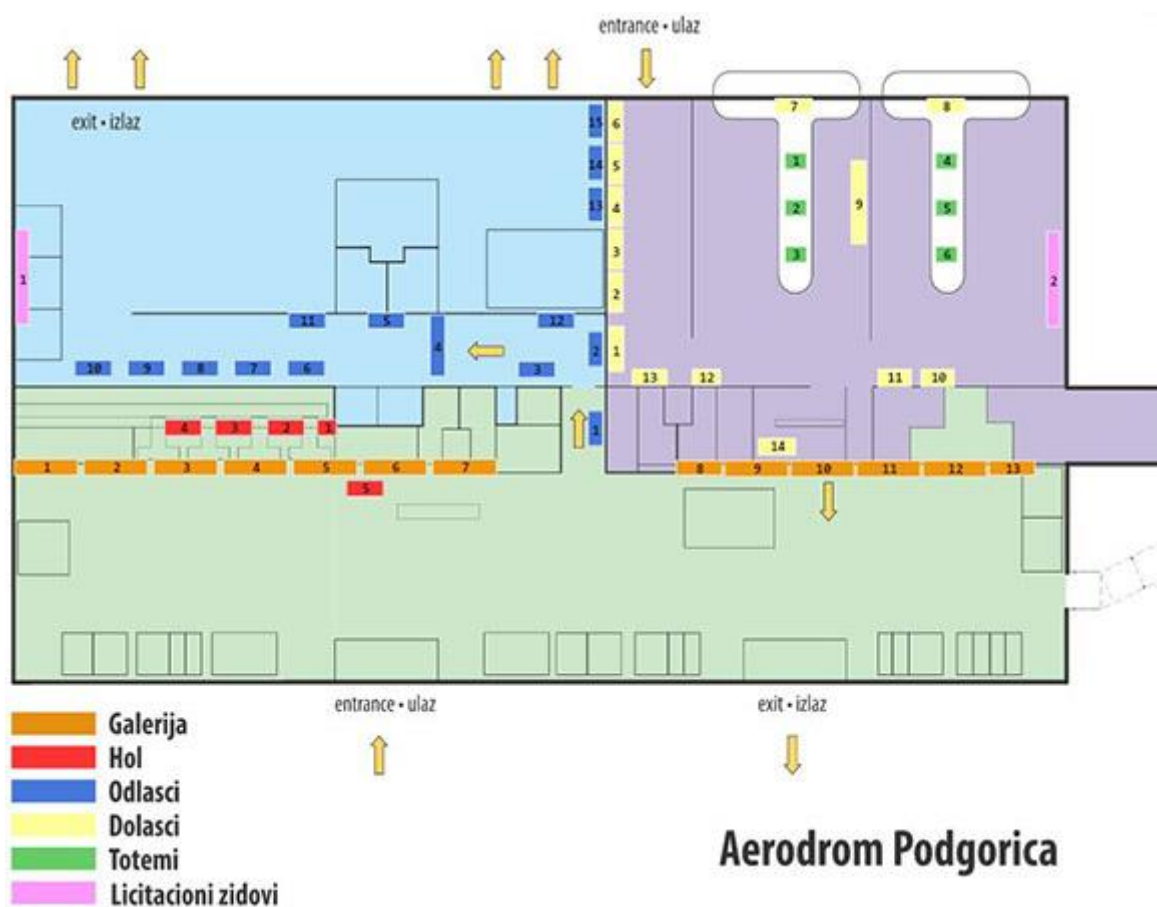 entrance • ulaz
exit • izlaz
15 6 7 8
14 5 1 4
13 4 2 5 9
3 3 6
1 2 2
11 5 12
4 2 1
10 9 8 7 6 3 13 12 11 10
4 3 2 1 1 14
1 2 3 4 5 6 7 8 9 10 11 12 13
5
entrance • ulaz exit • izlaz
Galerija
Hol
Odlasci
Dolasci
Totemi
Licitacioni zidovi
Aerodrom Podgorica